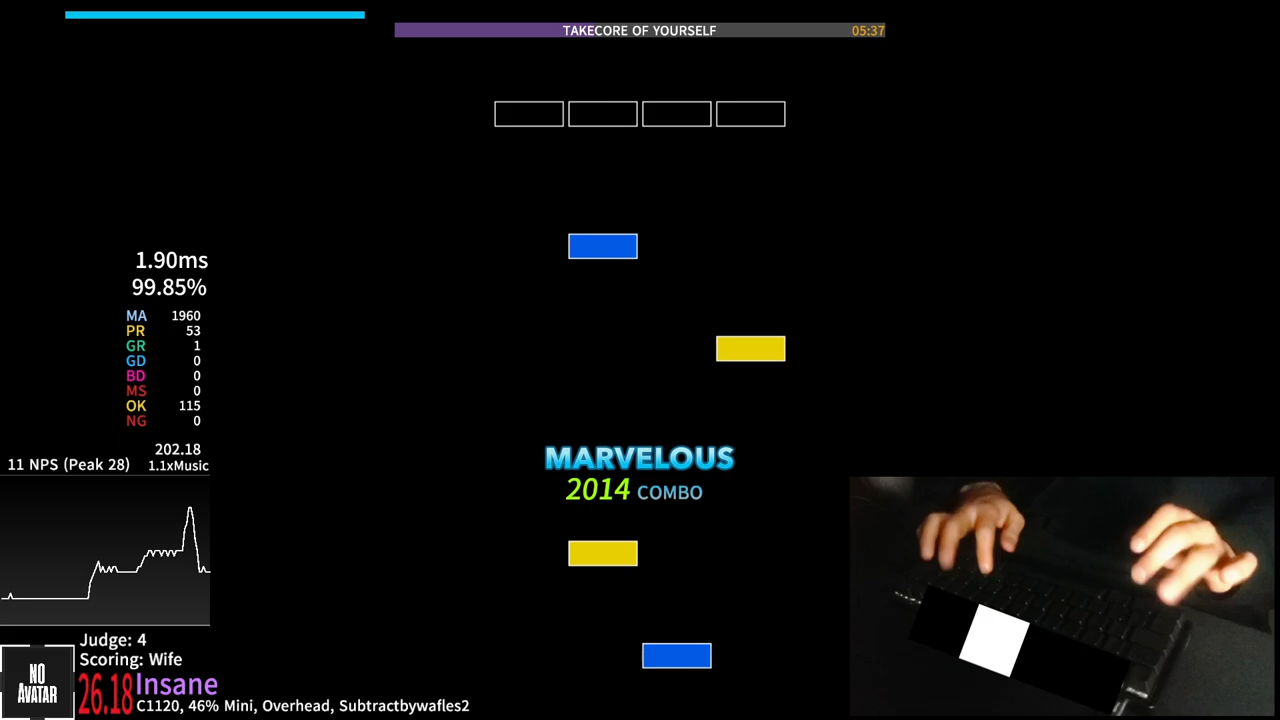 TAKECORE OF YOURSELF 05:37
1.90ms
99.85%
MA 1960
PR 53
GR 1
GD 0
BD 0
MS 0
OK 115
NG 0
202.18
11 NPS (Peak 28) 1.1xMusic
MARVELOUS
2014 COMBO
Judge: 4
Scoring: Wife
NO AVATAR
26.18 Insane
C1120, 46% Mini, Overhead, Subtractbywafles2